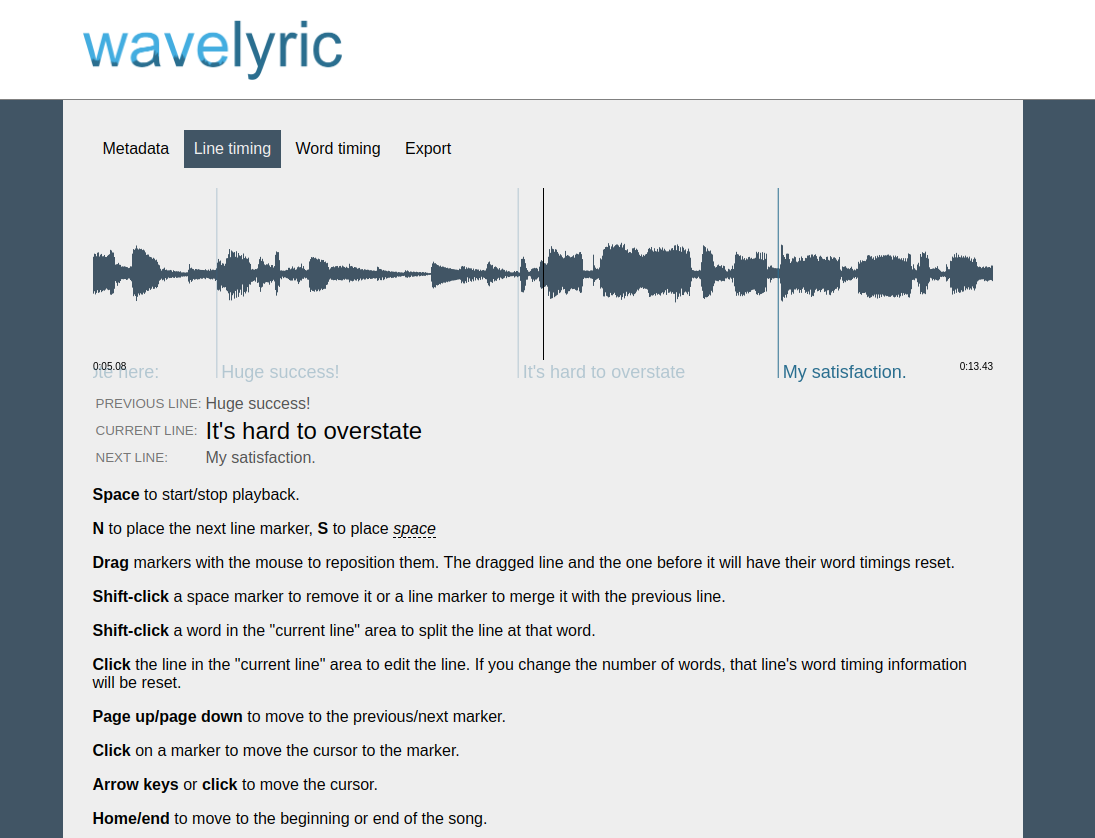 wavelyric
Metadata Line timing Word timing Export
0:05.08 0:13.43
ote here: Huge success! It's hard to overstate My satisfaction.
PREVIOUS LINE: Huge success!
CURRENT LINE: It's hard to overstate
NEXT LINE: My satisfaction.
Space to start/stop playback.
N to place the next line marker, S to place space
Drag markers with the mouse to reposition them. The dragged line and the one before it will have their word timings reset.
Shift-click a space marker to remove it or a line marker to merge it with the previous line.
Shift-click a word in the "current line" area to split the line at that word.
Click the line in the "current line" area to edit the line. If you change the number of words, that line's word timing information
will be reset.
Page up/page down to move to the previous/next marker.
Click on a marker to move the cursor to the marker.
Arrow keys or click to move the cursor.
Home/end to move to the beginning or end of the song.